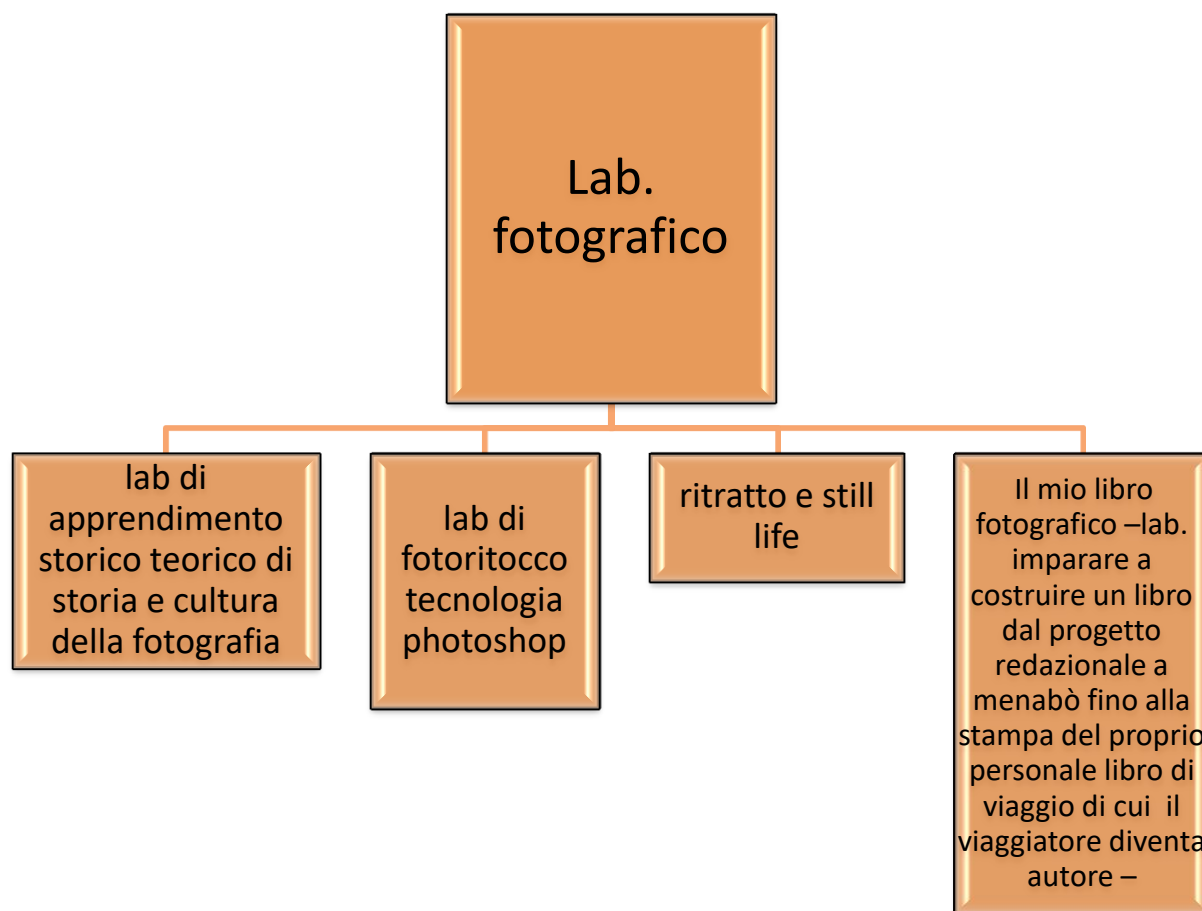 Lab.
fotografico
lab di
apprendimento
storico teorico di
storia e cultura
della fotografia
lab di
fotoritocco
tecnologia
photoshop
ritratto e still
life
Il mio libro
fotografico –lab.
imparare a
costruire un libro
dal progetto
redazionale a
menabò fino alla
stampa del proprio
personale libro di
viaggio di cui  il
viaggiatore diventa
autore –